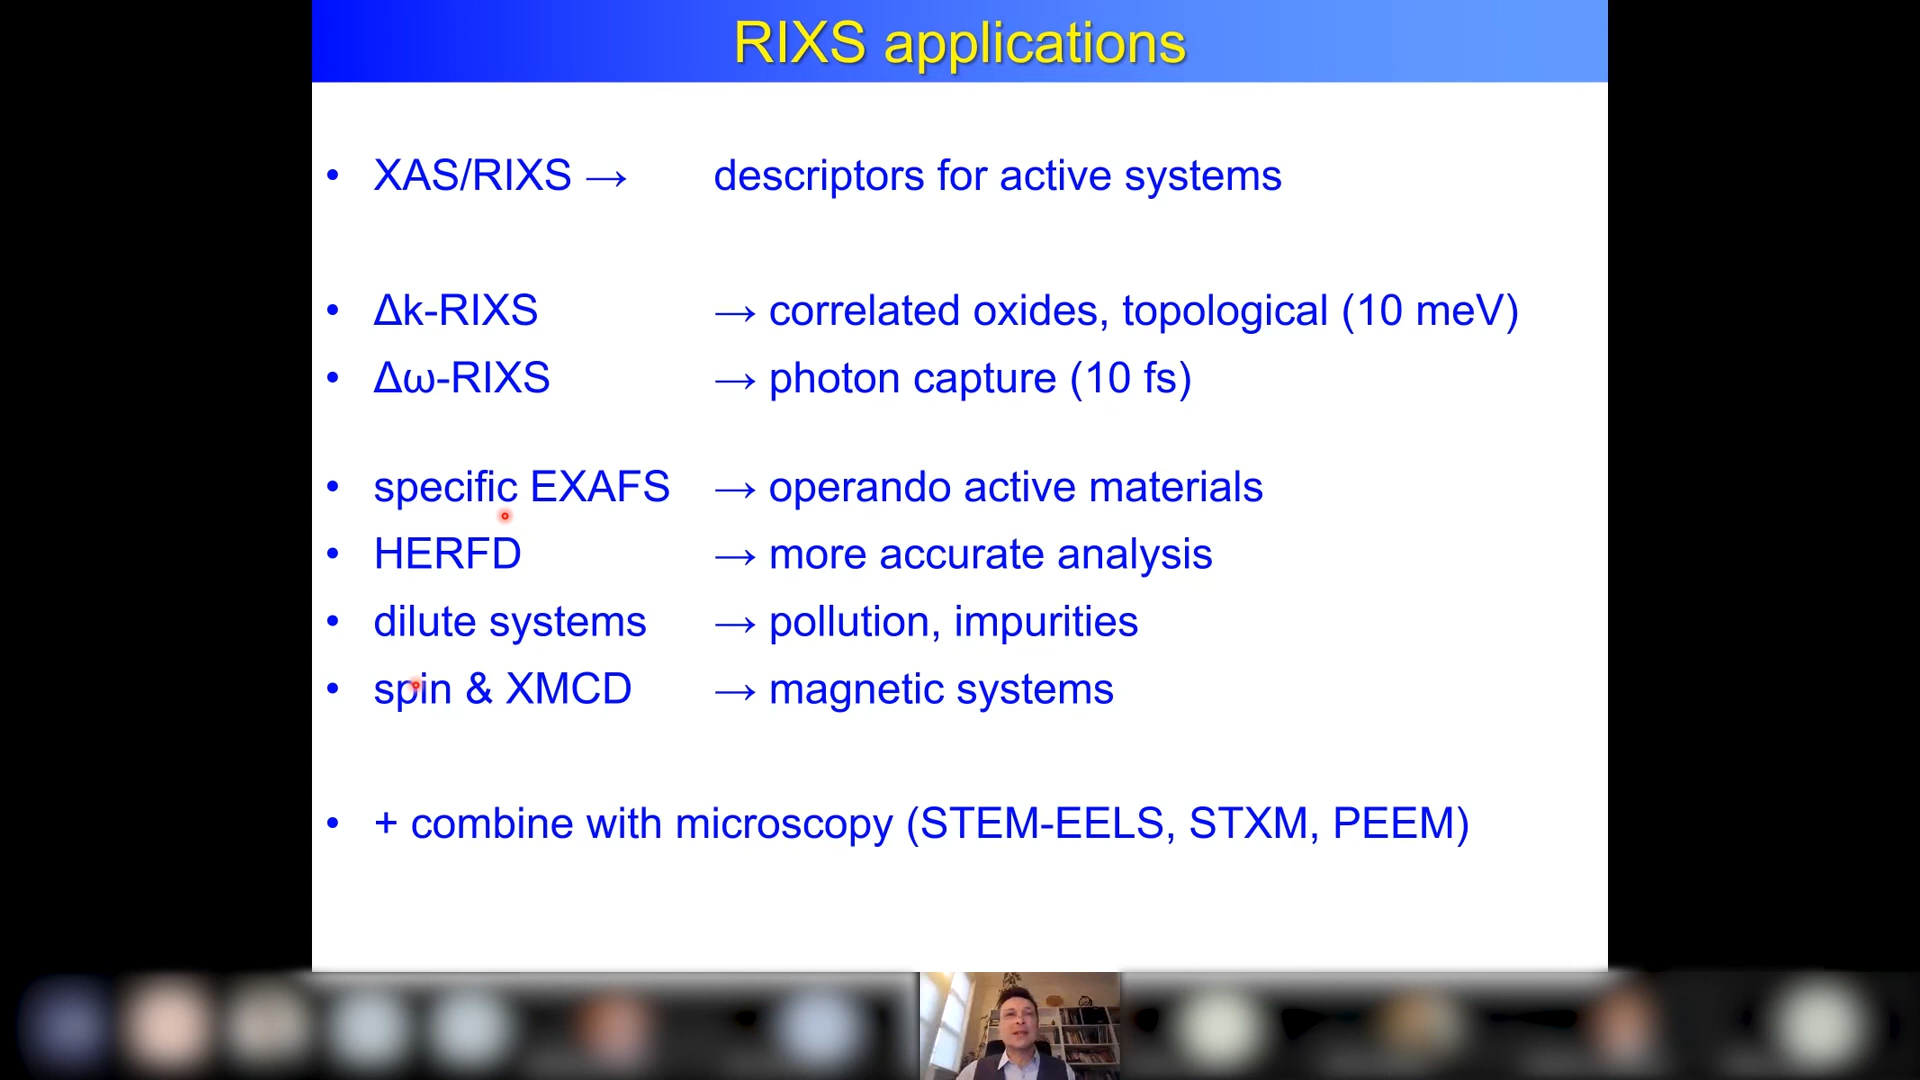 RIXS applications
• XAS/RIXS → descriptors for active systems
• Δk-RIXS → correlated oxides, topological (10 meV)
• Δω-RIXS → photon capture (10 fs)
• specific EXAFS → operando active materials
• HERFD → more accurate analysis
• dilute systems → pollution, impurities
• spin & XMCD → magnetic systems
• + combine with microscopy (STEM-EELS, STXM, PEEM)